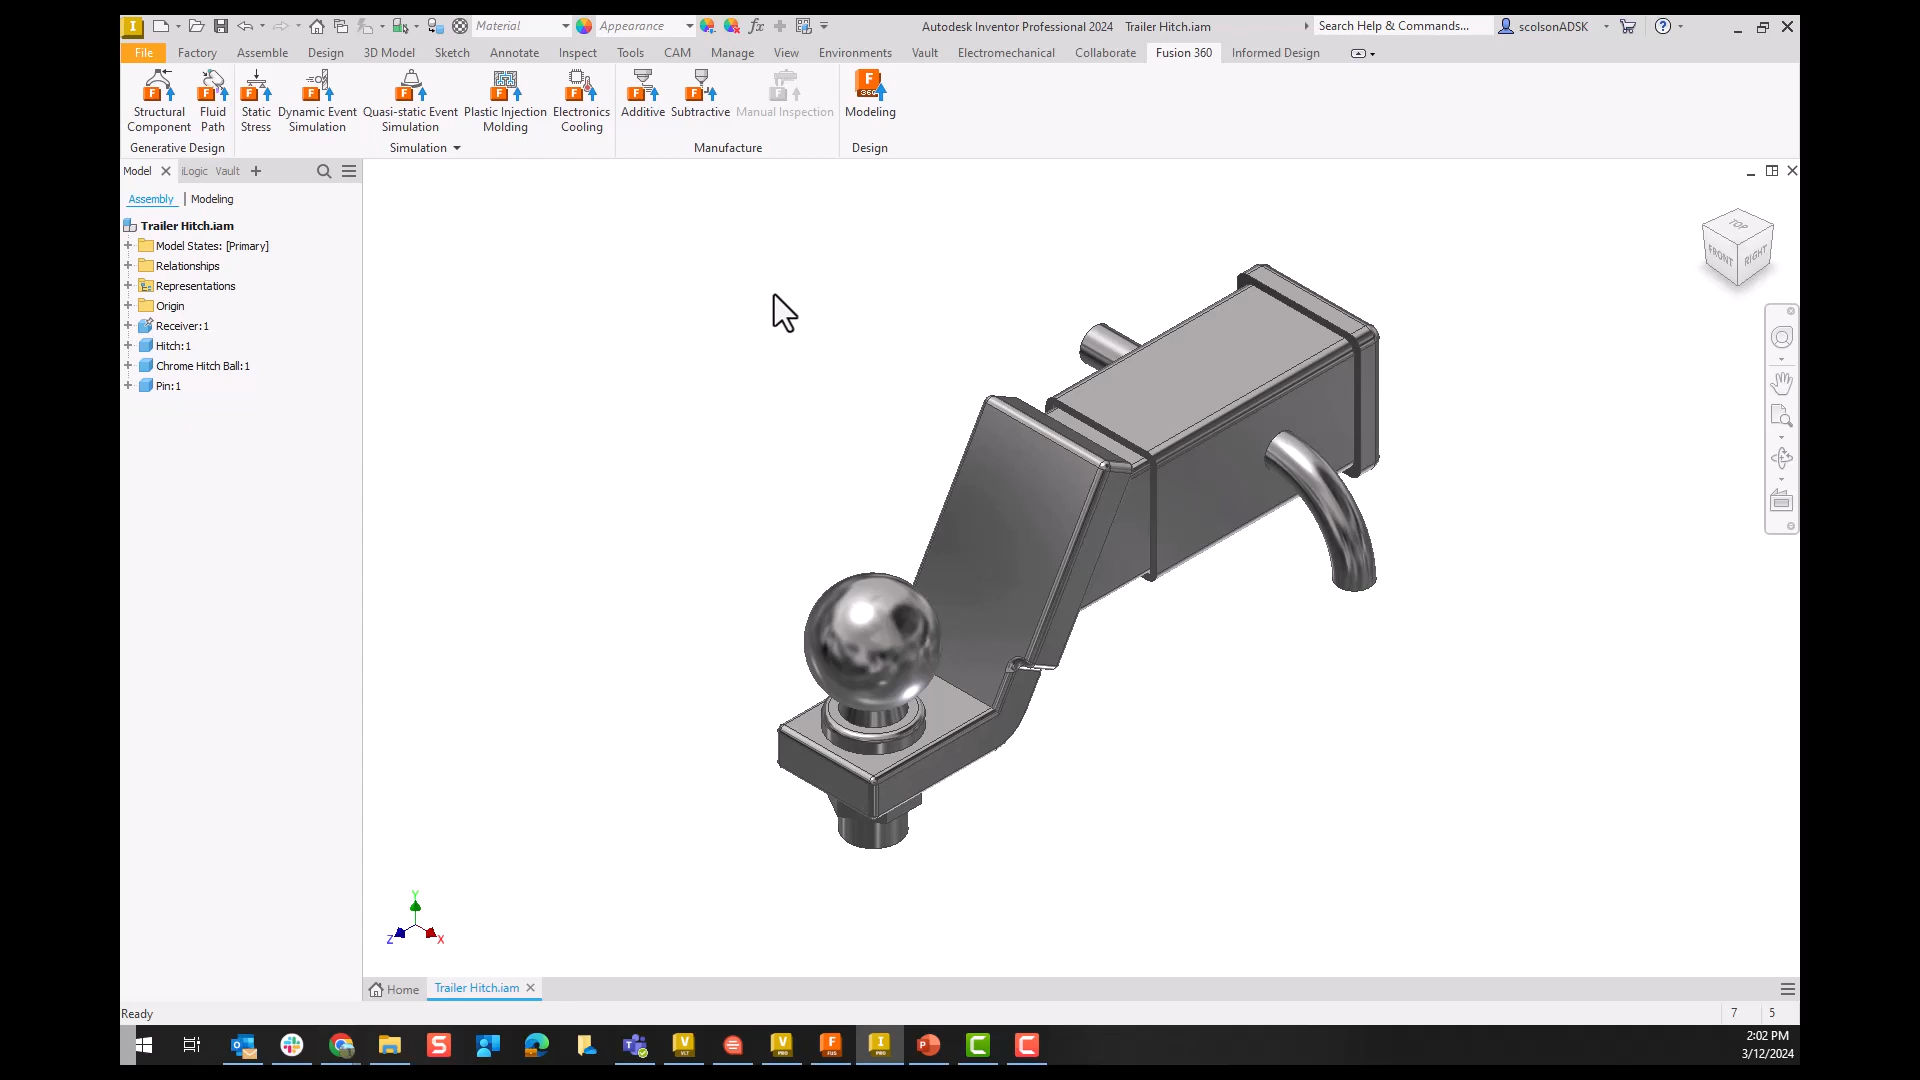 Material
Appearance
fx
Autodesk Inventor Professional 2024 Trailer Hitch.iam
Search Help & Commands...
scolsonADSK
File Factory Assemble Design 3D Model Sketch Annotate Inspect Tools CAM Manage View Environments Vault Electromechanical Collaborate Fusion 360 Informed Design
Structural Component
Fluid Path
Static Stress
Dynamic Event Simulation
Quasi-static Event Simulation
Plastic Injection Molding
Electronics Cooling
Additive
Subtractive
Manual Inspection
Modeling
Generative Design
Simulation
Manufacture
Design
Model iLogic Vault
Assembly | Modeling
Trailer Hitch.iam
Model States: [Primary]
Relationships
Representations
Origin
Receiver:1
Hitch:1
Chrome Hitch Ball:1
Pin:1
TOP
FRONT
RIGHT
Y
Z
X
Home
Trailer Hitch.iam
Ready
7
5
2:02 PM
3/12/2024